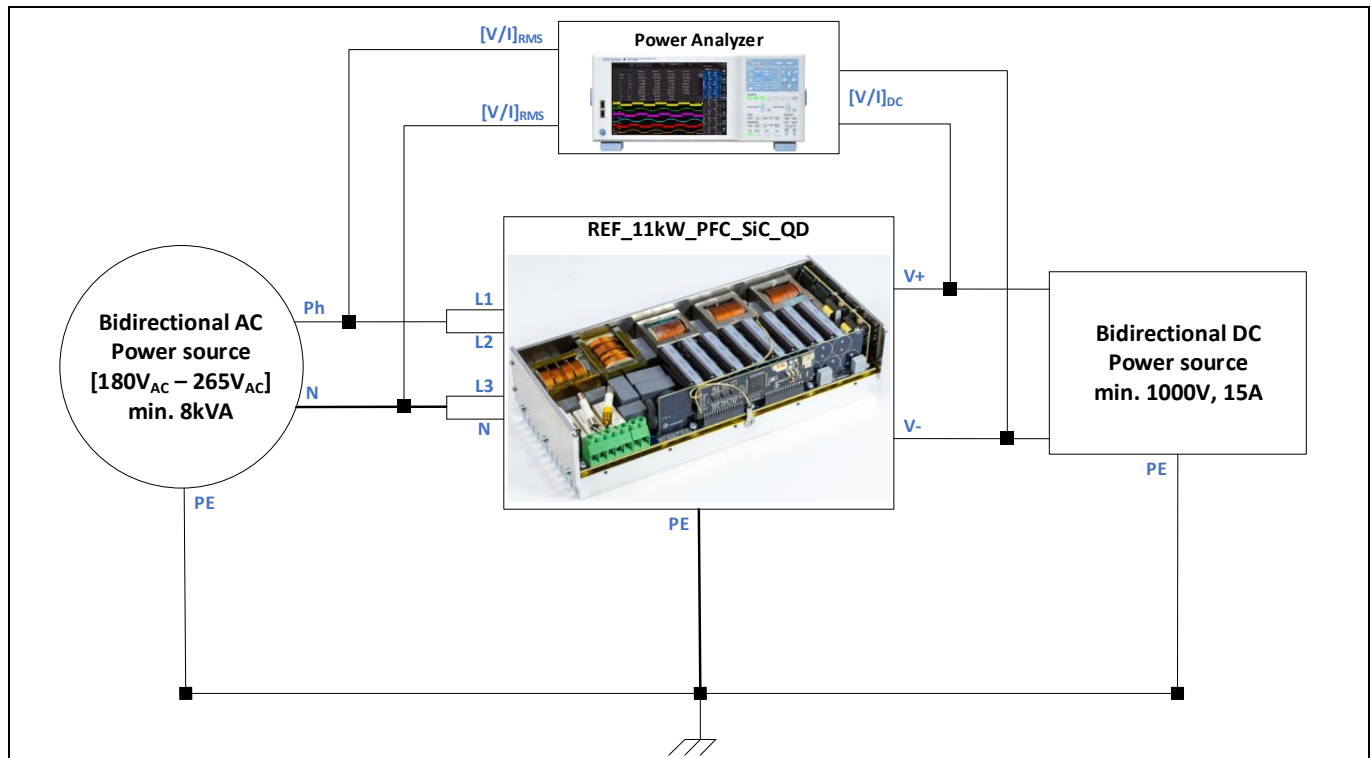 [V/I]RMS
Power Analyzer
[V/I]RMS
[V/I]DC
REF_11kW_PFC_SiC_QD
V+
L1
Ph
Bidirectional AC
Power source
[180VAC – 265VAC]
min. 8kVA
L2
N
L3
N
Bidirectional DC
Power source
min. 1000V, 15A
V-
PE
PE
PE